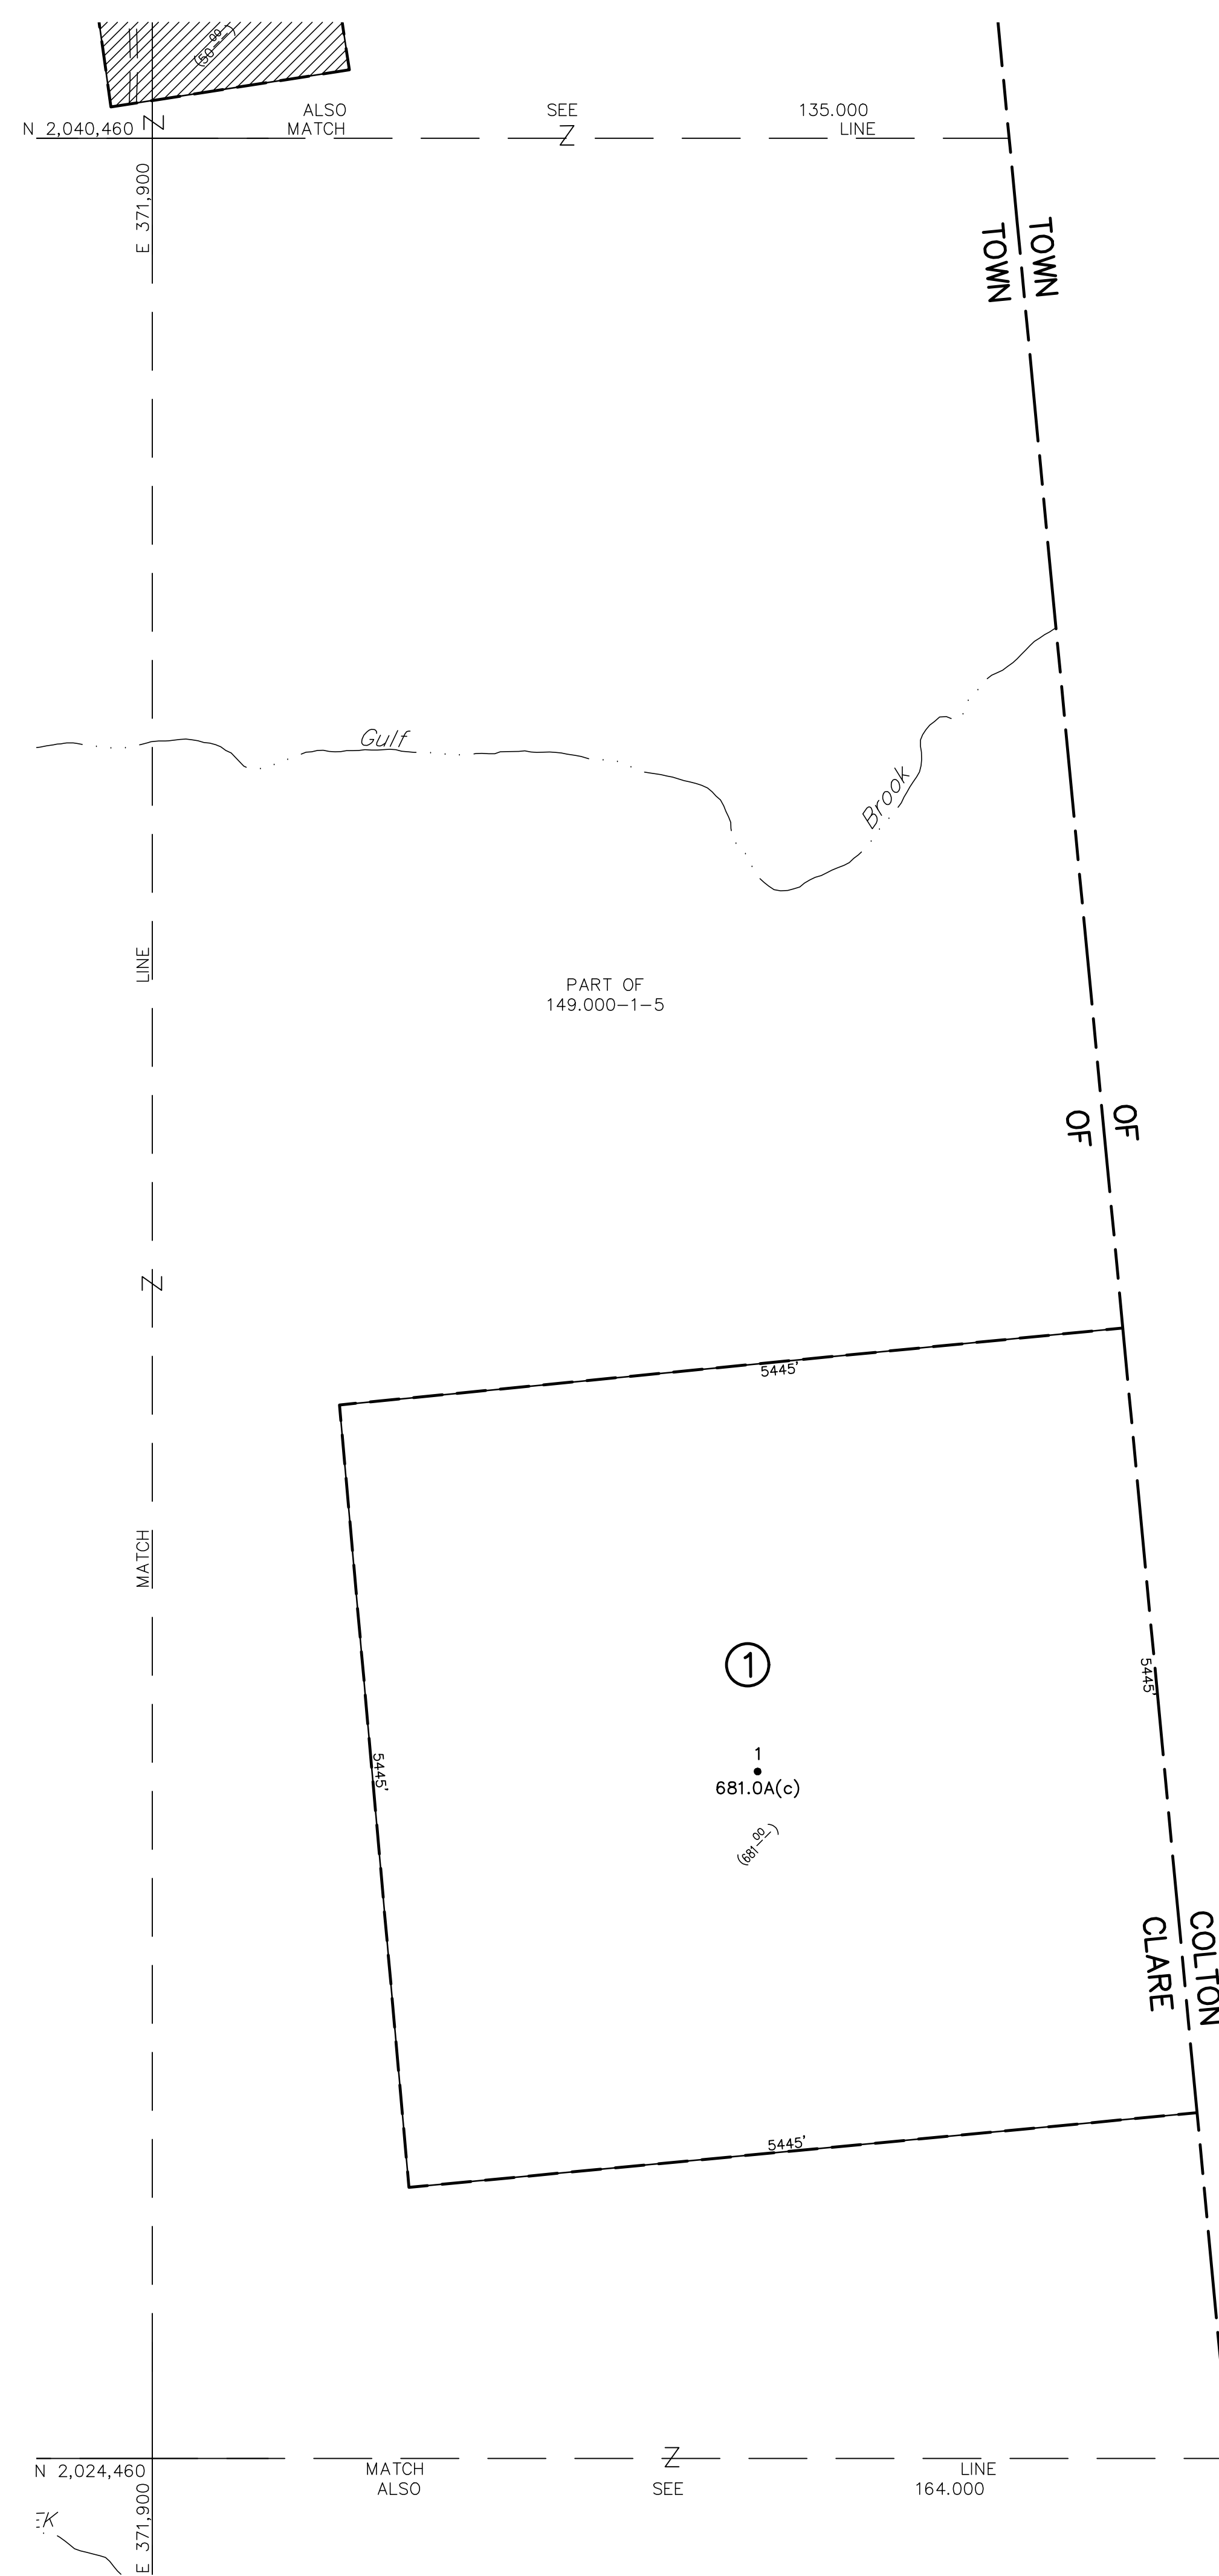 (50.00)
ALSO SEE 135.000
N 2,040,460 MATCH LINE
E 371,900
TOWN
TOWN
Gulf
Brook
LINE
PART OF
149.000-1-5
OF
OF
5445'
MATCH
1
5445'
1
5445'
681.0A(c)
(681.00)
COLTON
CLARE
5445'
N 2,024,460 MATCH LINE
ALSO SEE 164.000
E 371,900
EK